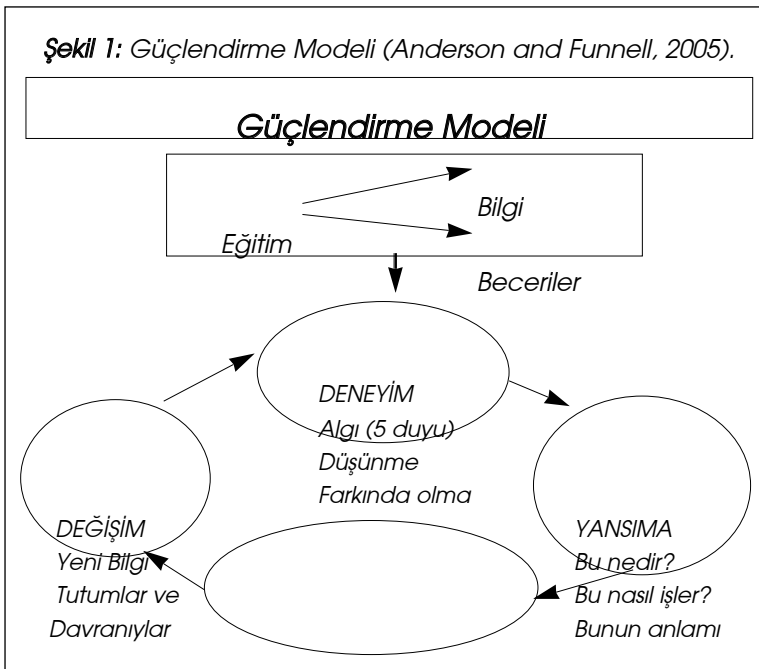 Şekil 1: Güçlendirme Modeli (Anderson and Funnell, 2005).
Güçlendirme Modeli
Bilgi
Eğitim
Beceriler
DENEYİM
Algı (5 duyu)
Düşünme
Farkında olma
DEĞİŞİM
Yeni Bilgi
Tutumlar ve
Davranıylar
YANSIMA
Bu nedir?
Bu nasıl işler?
Bunun anlamı